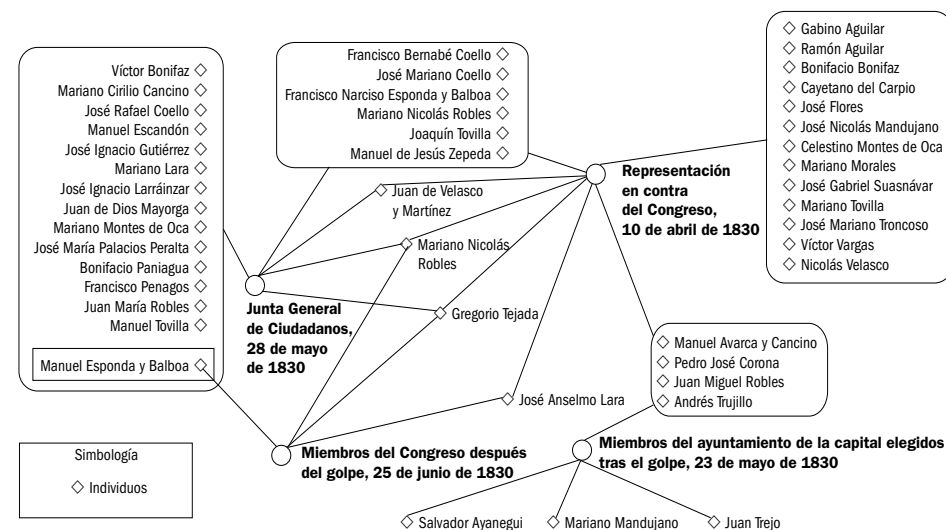 Víctor Bonifaz
Mariano Cirilio Cancino
José Rafael Coello
Manuel Escandón
José Ignacio Gutiérrez
Mariano Lara
José Ignacio Larráinzar
Juan de Dios Mayorga
Mariano Montes de Oca
José María Palacios Peralta
Bonifacio Paniagua
Francisco Penagos
Juan María Robles
Manuel Tovilla
Manuel Esponda y Balboa
Francisco Bernabé Coello
José Mariano Coello
Francisco Narciso Esponda y Balboa
Mariano Nicolás Robles
Joaquín Tovilla
Manuel de Jesús Zepeda
Gabino Aguilar
Ramón Aguilar
Bonifacio Bonifaz
Cayetano del Carpio
José Flores
José Nicolás Mandujano
Celestino Montes de Oca
Mariano Morales
José Gabriel Suasnávar
Mariano Tovilla
José Mariano Troncoso
Víctor Vargas
Nicolás Velasco
Representación
en contra
del Congreso,
10 de abril de 1830
Juan de Velasco
y Martínez
Mariano Nicolás
Robles
Junta General
de Ciudadanos,
28 de mayo
de 1830
Gregorio Tejada
José Anselmo Lara
Manuel Avarca y Cancino
Pedro José Corona
Juan Miguel Robles
Andrés Trujillo
Miembros del Congreso después
del golpe, 25 de junio de 1830
Miembros del ayuntamiento de la capital elegidos
tras el golpe, 23 de mayo de 1830
Simbología
Individuos
Salvador Ayanegui
Mariano Mandujano
Juan Trejo